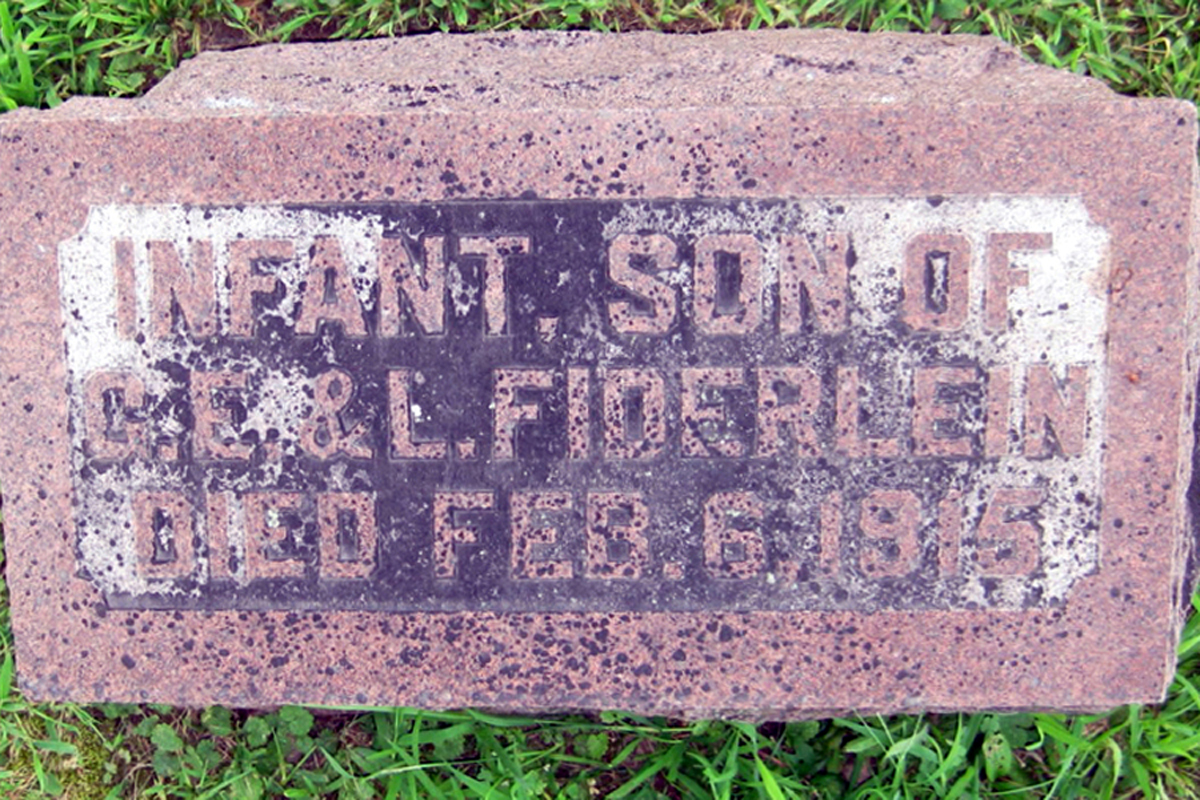 INFANT. SON OF
C.E.&L.FIDERLEIN
DIED FEB.6.1915